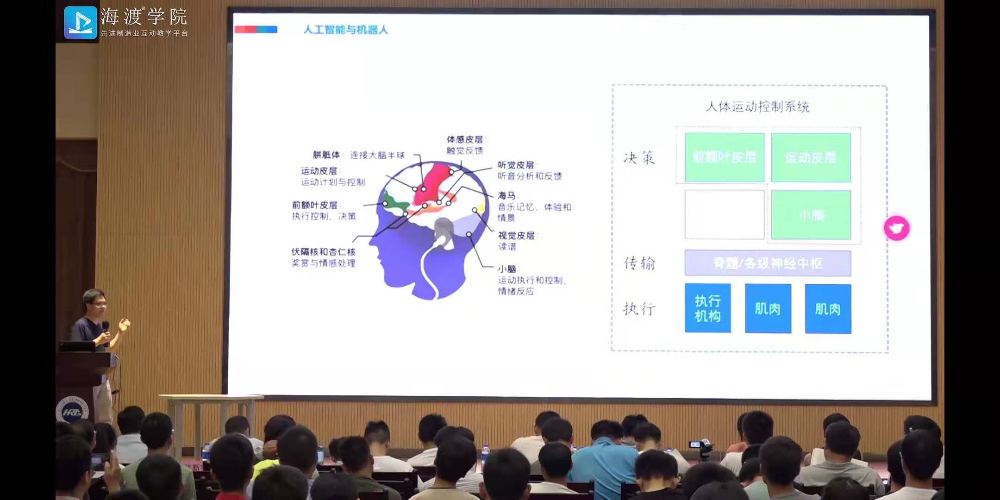 海渡学院®
先进制造业互动教学平台
人工智能与机器人
体感皮层:
触觉反馈
胼胝体: 连接大脑半球
运动皮层:
运动计划与控制
听觉皮层:
听音分析和反馈
海马:
音乐记忆、体验和
情景
前额叶皮层:
执行控制, 决策
视觉皮层:
读谱
伏隔核和杏仁核
奖赏与情感处理
小脑:
运动执行和控制,
情绪反应
人体运动控制系统
决策
前额叶皮层
运动皮层
小脑
传输
脊髓/各级神经中枢
执行
执行
机构
肌肉
肌肉
HRG